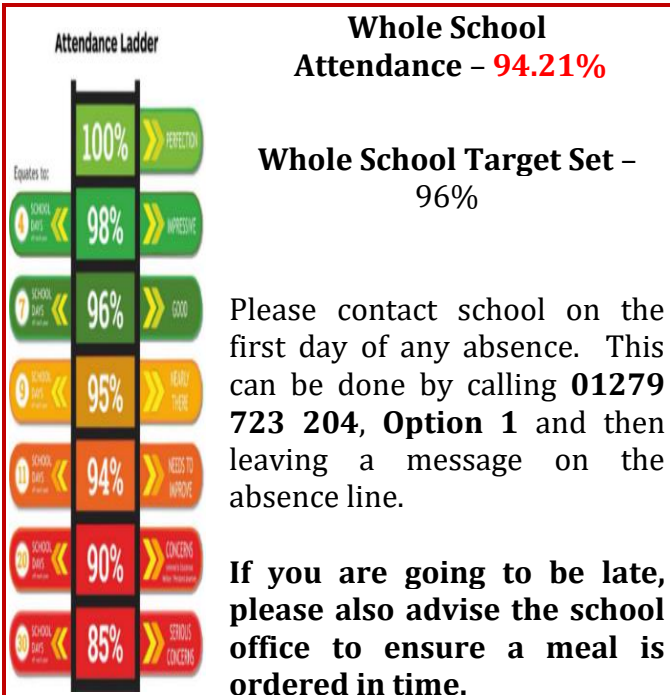 Attendance Ladder
100%
PERFECTION
Equates to:
4
SCHOOL
DAYS
98%
IMPRESSIVE
7
SCHOOL
DAYS
96%
GOOD
9
SCHOOL
DAYS
95%
NEARLY
THERE
11
SCHOOL
DAYS
94%
NEEDS TO
IMPROVE
20
SCHOOL
DAYS
90%
CONCERNS
30
SCHOOL
DAYS
85%
SERIOUS
CONCERNS
Whole School
Attendance – 94.21%
Whole School Target Set –
96%
Please contact school on the
first day of any absence. This
can be done by calling 01279
723 204, Option 1 and then
leaving a message on the
absence line.
If you are going to be late,
please also advise the school
office to ensure a meal is
ordered in time.